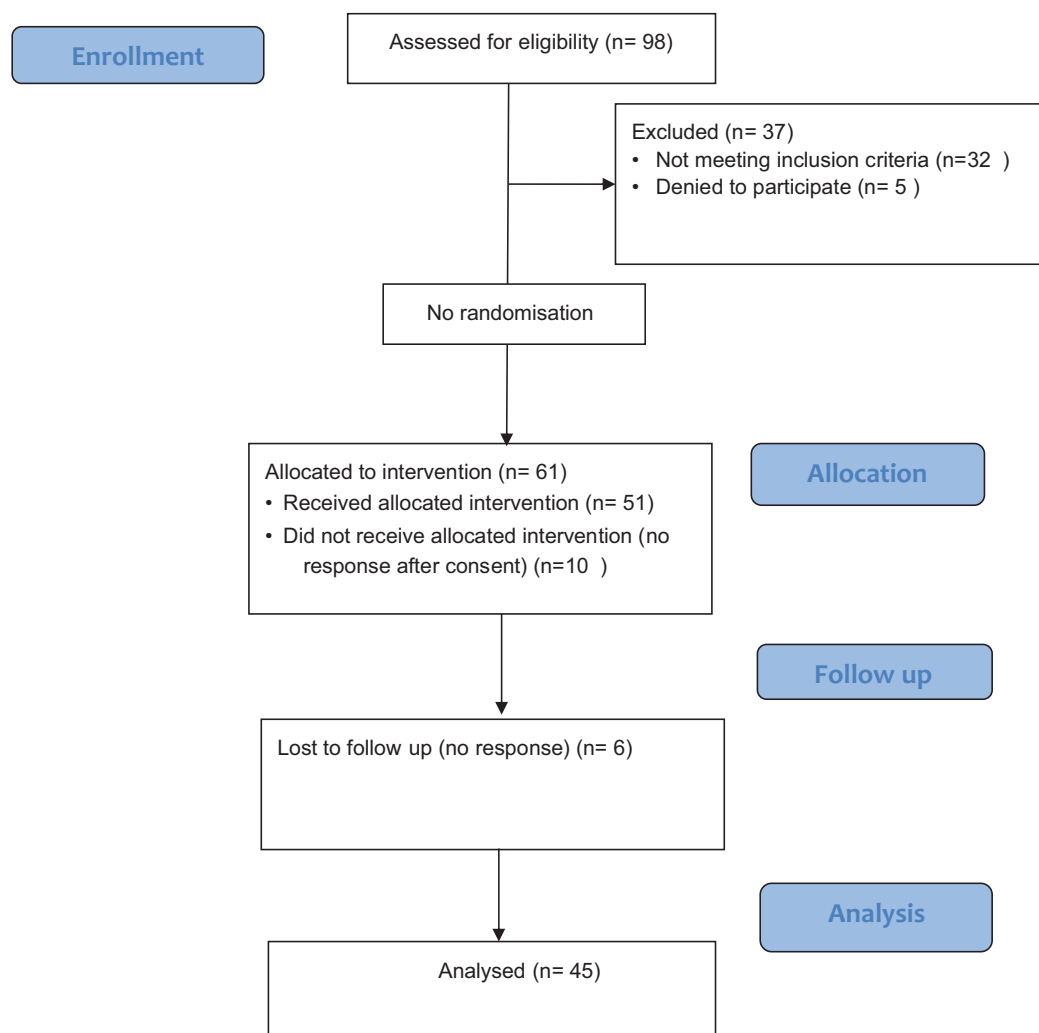 Enrollment
Assessed for eligibility (n= 98)
Excluded (n= 37)
• Not meeting inclusion criteria (n=32 )
• Denied to participate (n= 5 )
No randomisation
Allocated to intervention (n= 61)
• Received allocated intervention (n= 51)
• Did not receive allocated intervention (no
response after consent) (n=10 )
Allocation
Follow up
Lost to follow up (no response) (n= 6)
Analysis
Analysed (n= 45)